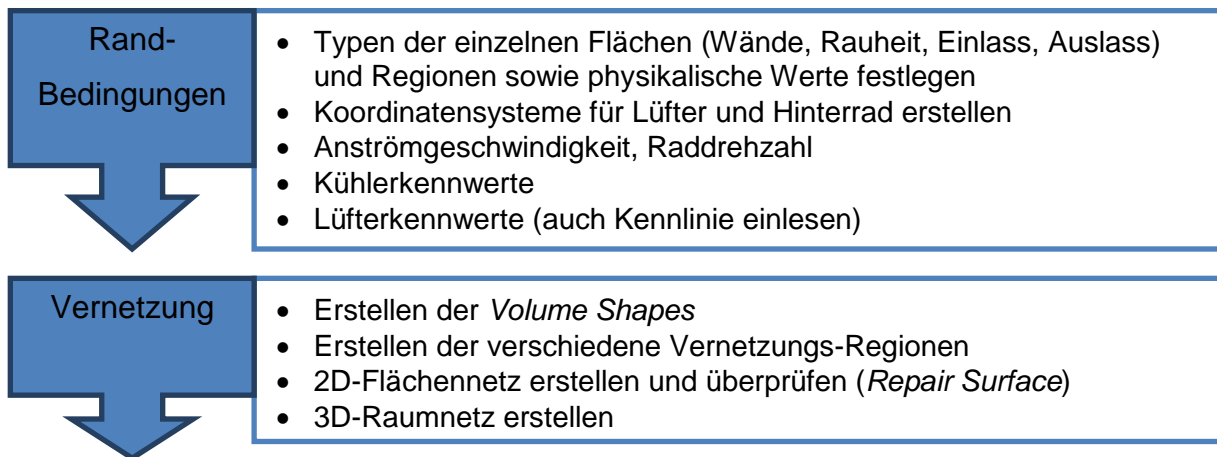 Rand-
Bedingungen
• Typen der einzelnen Flächen (Wände, Rauheit, Einlass, Auslass)
und Regionen sowie physikalische Werte festlegen
• Koordinatensysteme für Lüfter und Hinterrad erstellen
• Anströmgeschwindigkeit, Raddrehzahl
• Kühlerkennwerte
• Lüfterkennwerte (auch Kennlinie einlesen)
Vernetzung
• Erstellen der Volume Shapes
• Erstellen der verschiedene Vernetzungs-Regionen
• 2D-Flächennetz erstellen und überprüfen (Repair Surface)
• 3D-Raumnetz erstellen